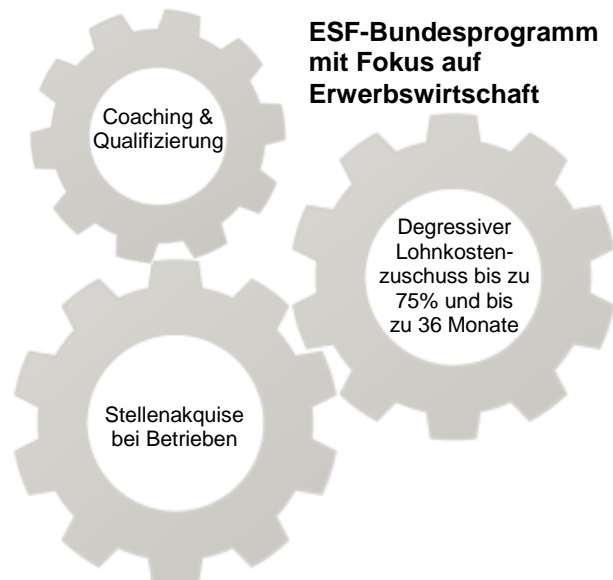 ESF-Bundesprogramm
mit Fokus auf
Erwerbswirtschaft
Coaching &
Qualifizierung
Degressiver
Lohnkosten-
zuschuss bis zu
75% und bis
zu 36 Monate
Stellenakquise
bei Betrieben